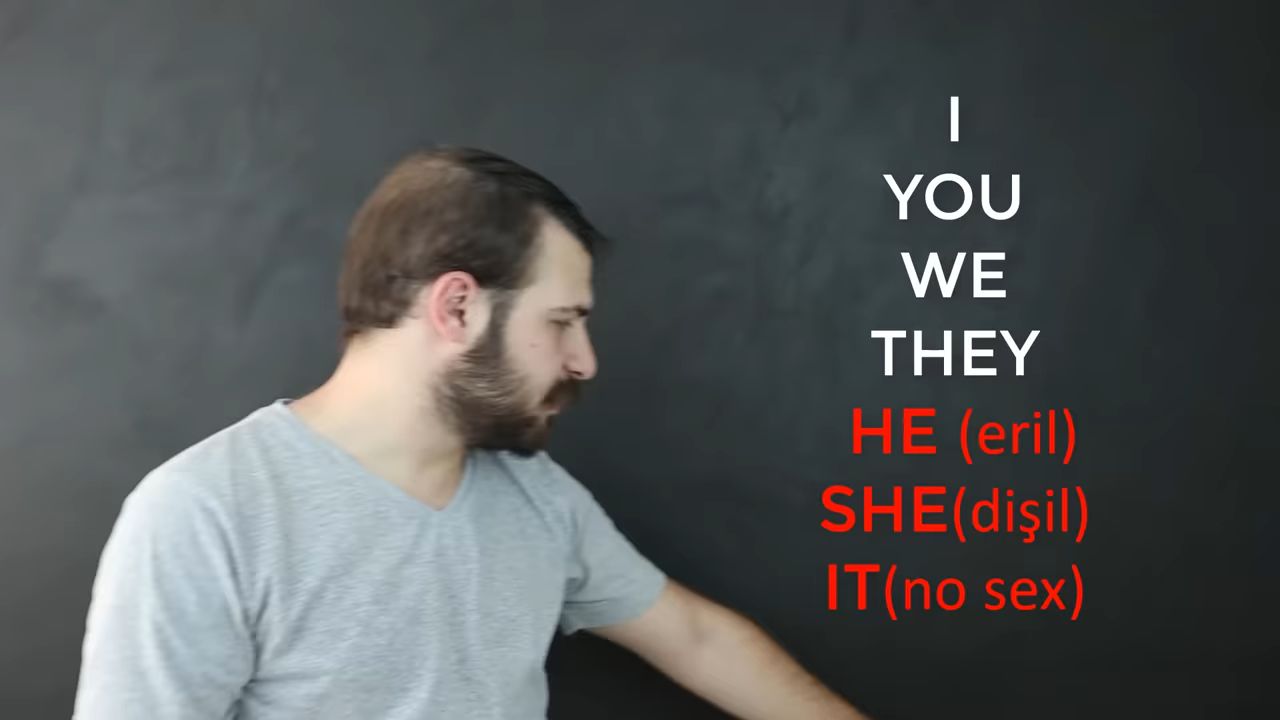 I
YOU
WE
THEY
HE (eril)
SHE(dişil)
IT(no sex)